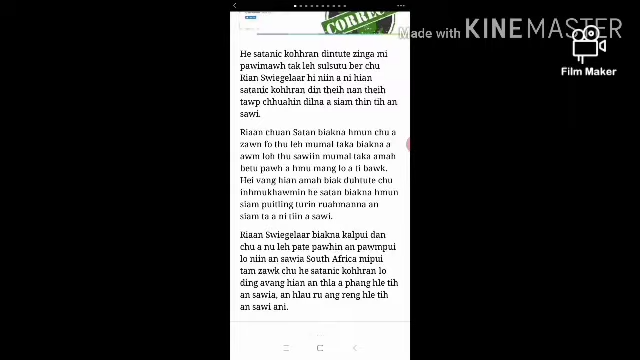 CORRECT
Made with KINEMASTER
Film Maker
He satanic kohhran dintute zinga mi
pawimawh tak leh sulsutu ber chu
Rian Swiegelaar hi niin a ni hian
satanic kohhran din theih nan theih
tawp chhuahin dilna a siam thin tih an
sawi.
Riaan chuan Satan biakna hmun chu a
zawn fo thu leh mumal taka biakna a
awm loh thu sawiin mumal taka amah
betu pawh a hmu mang lo a ti bawk.
Hei vang hian amah biak duhtute chu
inhmukhawmin he satan biakna hmun
siam puitling turin ruahmanna an
siam ta a ni tiin a sawi.
Riaan Swiegelaar biakna kalpui dan
chu a nu leh pate pawhin an pawmpui
lo niin an sawia South Africa mipui
tam zawk chu he satanic kohhran lo
ding avang hian an thla a phang hle tih
an sawia, an hlau ru ang reng hle tih
an sawi ani.